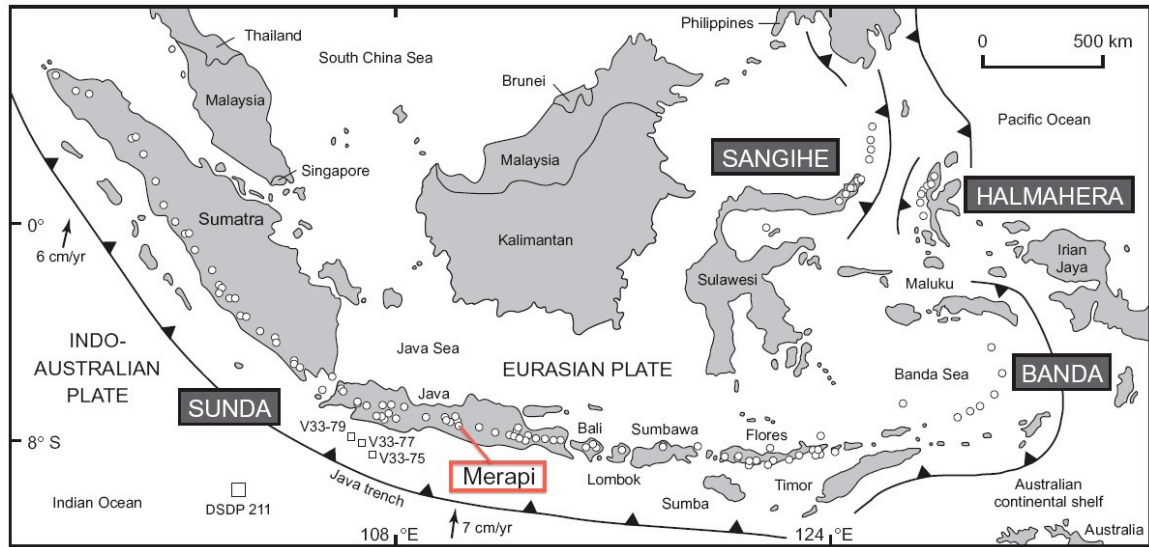 Philippines
Thailand
South China Sea
0 500 km
Brunei
Malaysia
Pacific Ocean
Malaysia
SANGIHE
Singapore
HALMAHERA
Sumatra
0°
Kalimantan
Irian
Jaya
6 cm/yr
Sulawesi
Maluku
INDO-
AUSTRALIAN
PLATE
Java Sea
EURASIAN PLATE
Banda Sea
BANDA
SUNDA
Java
V33-79
Bali
Sumbawa
Flores
8° S
V33-77
V33-75
Merapi
Lombok
Timor
Java trench
Sumba
Australian
continental shelf
Indian Ocean
DSDP 211
7 cm/yr
Australia
108 °E
124 °E